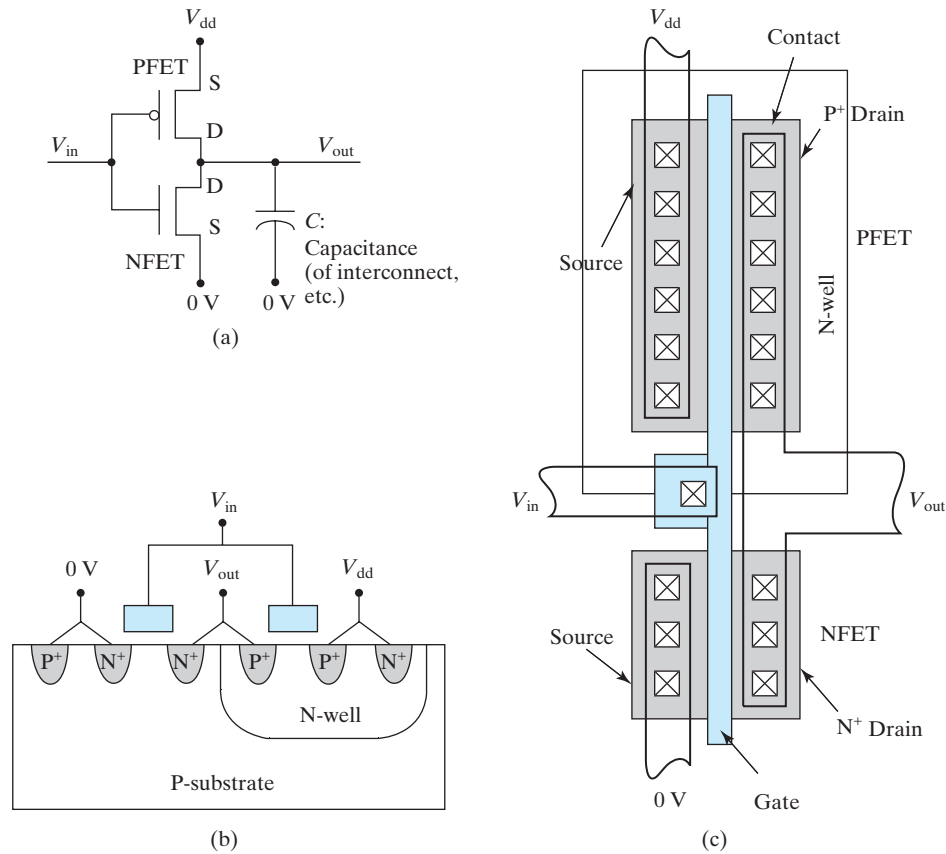 V_dd
PFET
S
D
V_in
V_out
D
S
NFET
C:
Capacitance
(of interconnect,
etc.)
0 V
0 V
(a)
V_in
0 V
V_out
V_dd
P+
N+
N+
P+
P+
N+
N-well
P-substrate
(b)
V_dd
Contact
P+ Drain
PFET
Source
N-well
V_in
V_out
NFET
Source
N+ Drain
0 V
Gate
(c)